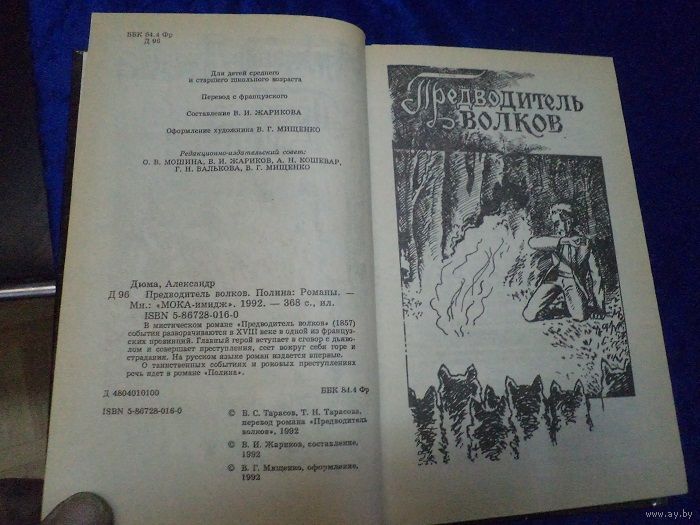 ББК 84.4 Фр
Д 96
Для детей среднего
и старшего школьного возраста
Перевод с французского
Составление В. И. ЖАРИКОВА
Оформление художника В. Г. МИЩЕНКО
Редакционно-издательский совет:
О. В. МОШИНА, В. И. ЖАРИКОВ, А. Н. КОШЕВАР,
Г. Н. БАЛЬКОВА, В. Г. МИЩЕНКО
Дюма, Александр
Д 96 Предводитель волков. Полина: Романы. —
Мн.: «МОКА-имидж». 1992. — 368 с., ил.
ISBN 5-86728-016-0
В мистическом романе «Предводитель волков» (1857)
события разворачиваются в XVIII веке в одной из француз-
ских провинций. Главный герой вступает в сговор с дьяво-
лом и совершает преступления, сеет вокруг себя горе и
страдания. На русском языке роман издается впервые.
О таинственных событиях и роковых преступлениях
речь идет в романе «Полина».
Д 4804010100 ББК 84.4 Фр
ISBN 5-86728-016-0
© В. С. Тарасов, Т. Н. Тарасова,
перевод романа «Предводитель
волков», 1992
© В. И. Жариков, составление,
1992
© В. Г. Мищенко, оформление,
1992
Предводитель
волков
www.ay.by